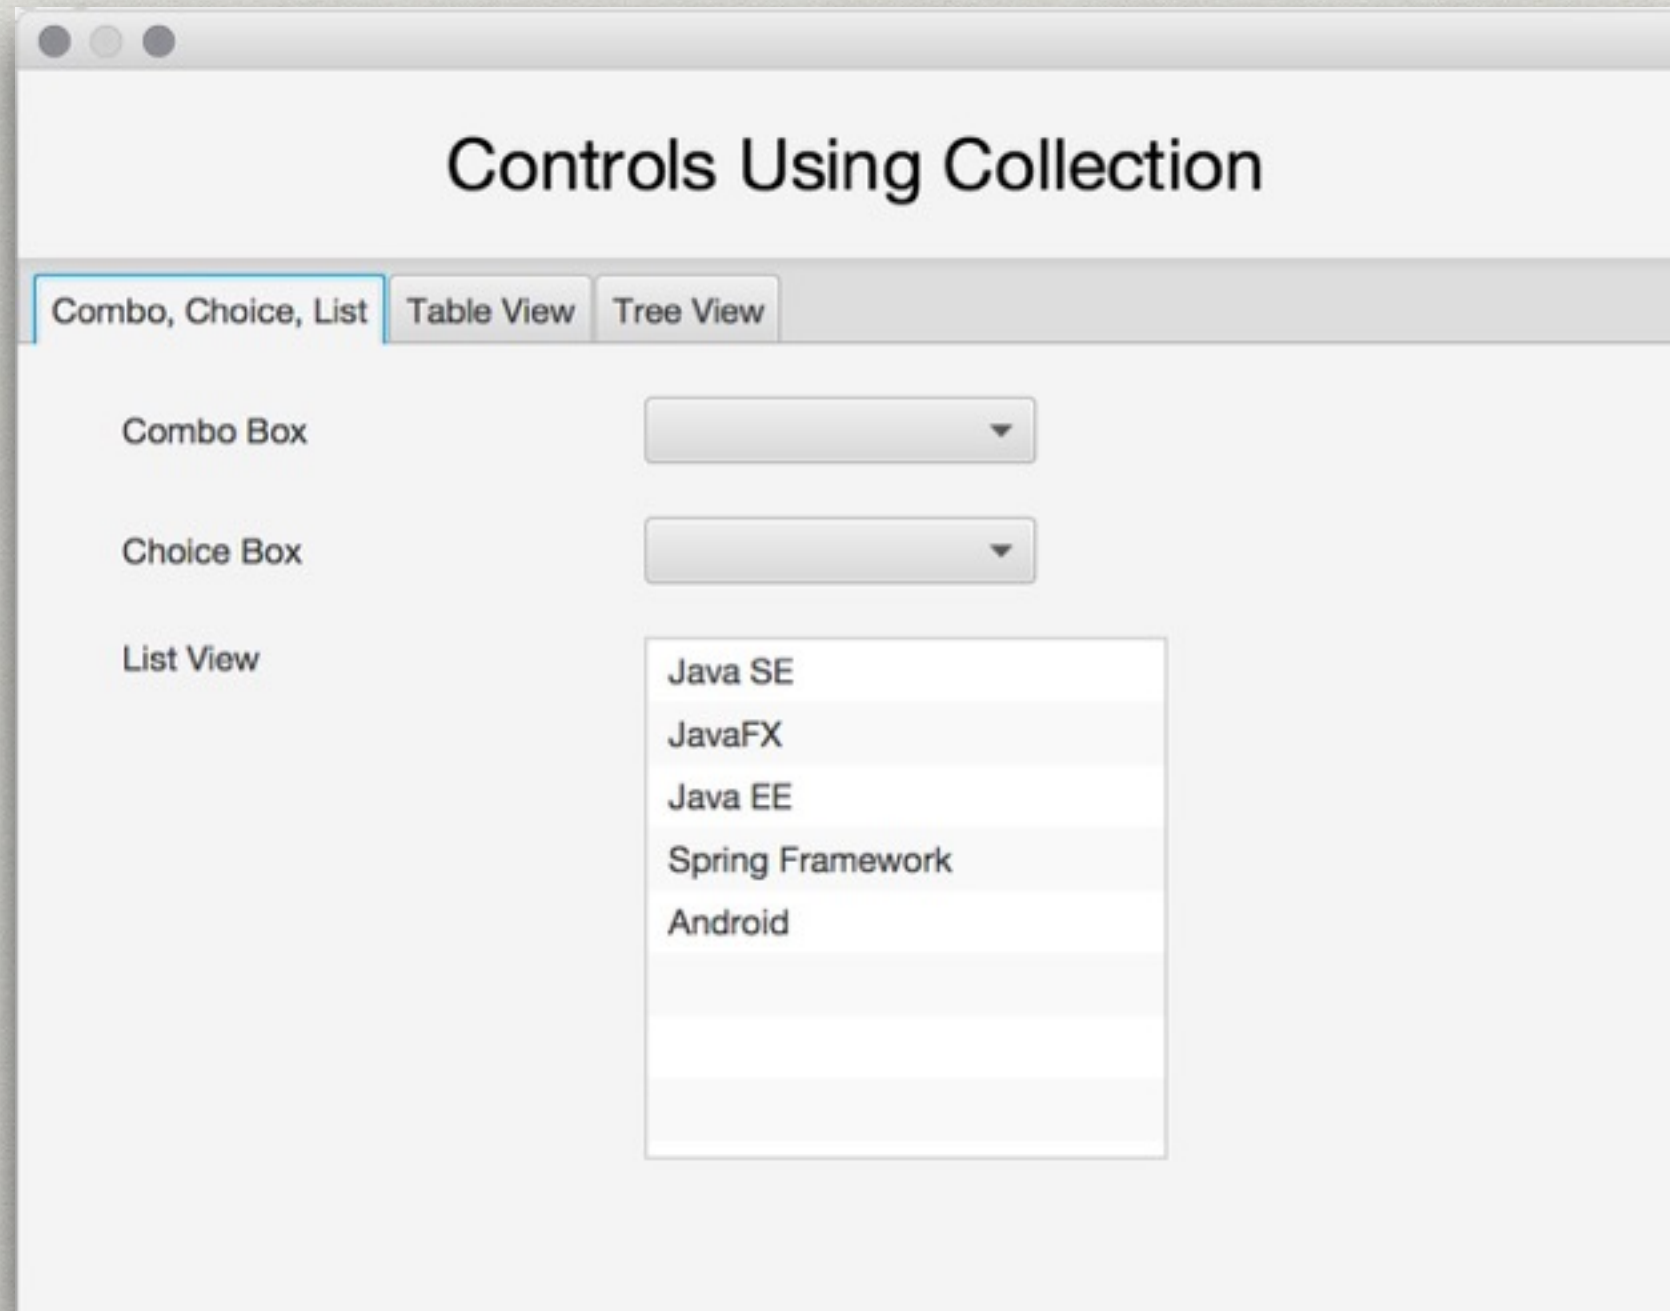 Controls Using Collection
Combo, Choice, List Table View Tree View
Combo Box
Choice Box
List View
Java SE
JavaFX
Java EE
Spring Framework
Android